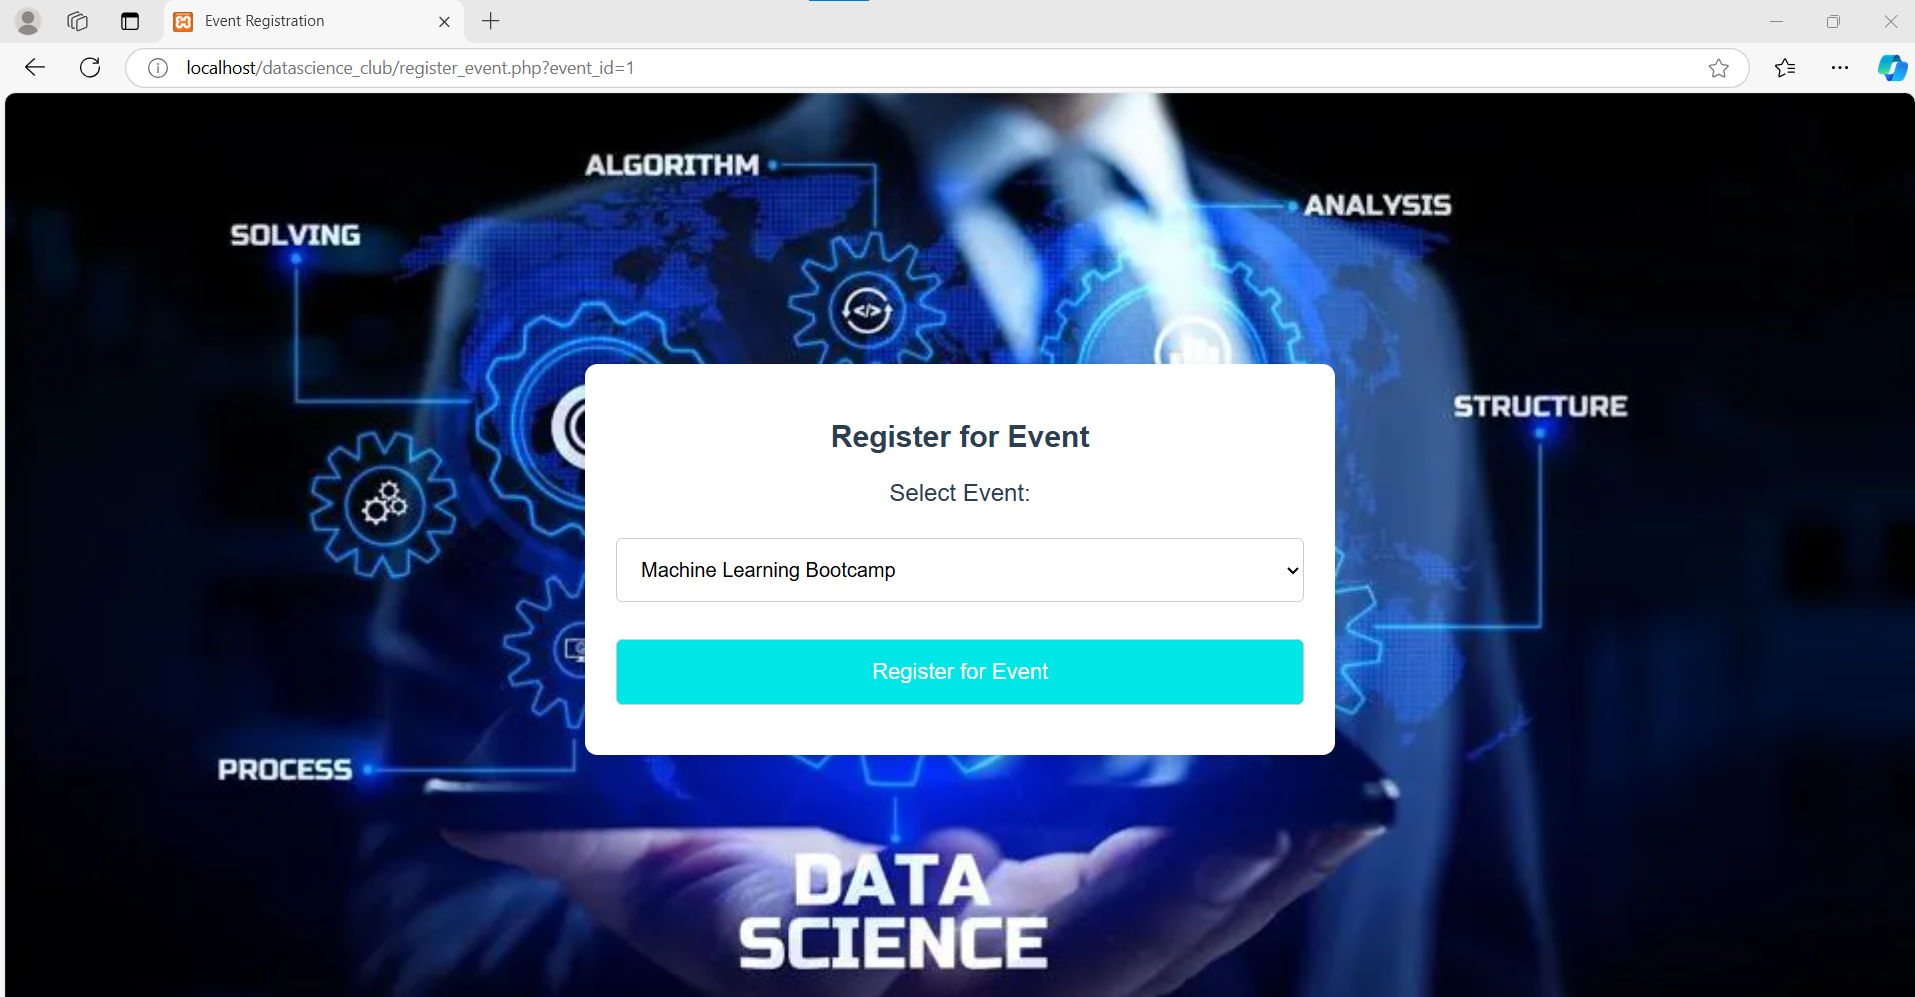 Event Registration
localhost/datascience_club/register_event.php?event_id=1
ALGORITHM
ANALYSIS
SOLVING
</>
STRUCTURE
Register for Event
Select Event:
Machine Learning Bootcamp
Register for Event
PROCESS
DATA
SCIENCE